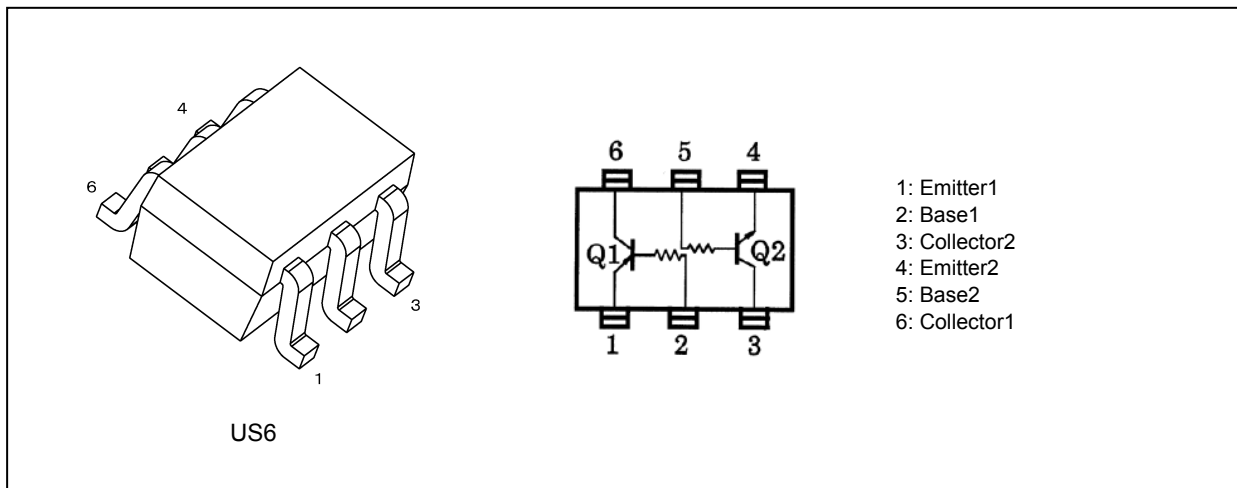 4
6
3
1
US6
6 5 4
Q1 Q2
1 2 3
1: Emitter1
2: Base1
3: Collector2
4: Emitter2
5: Base2
6: Collector1